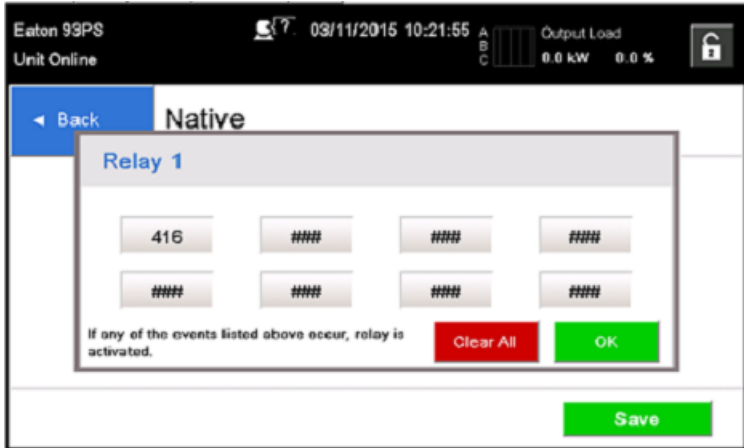 Eaton 93PS
03/11/2015 10:21:55
A
B
C
Output Load
Unit Online
0.0 kW 0.0 %
2
◄ Back
Native
Relay 1
416 ### ### ###
### ### ### ###
If any of the events listed above occur, relay is
activated.
Clear All
OK
Save